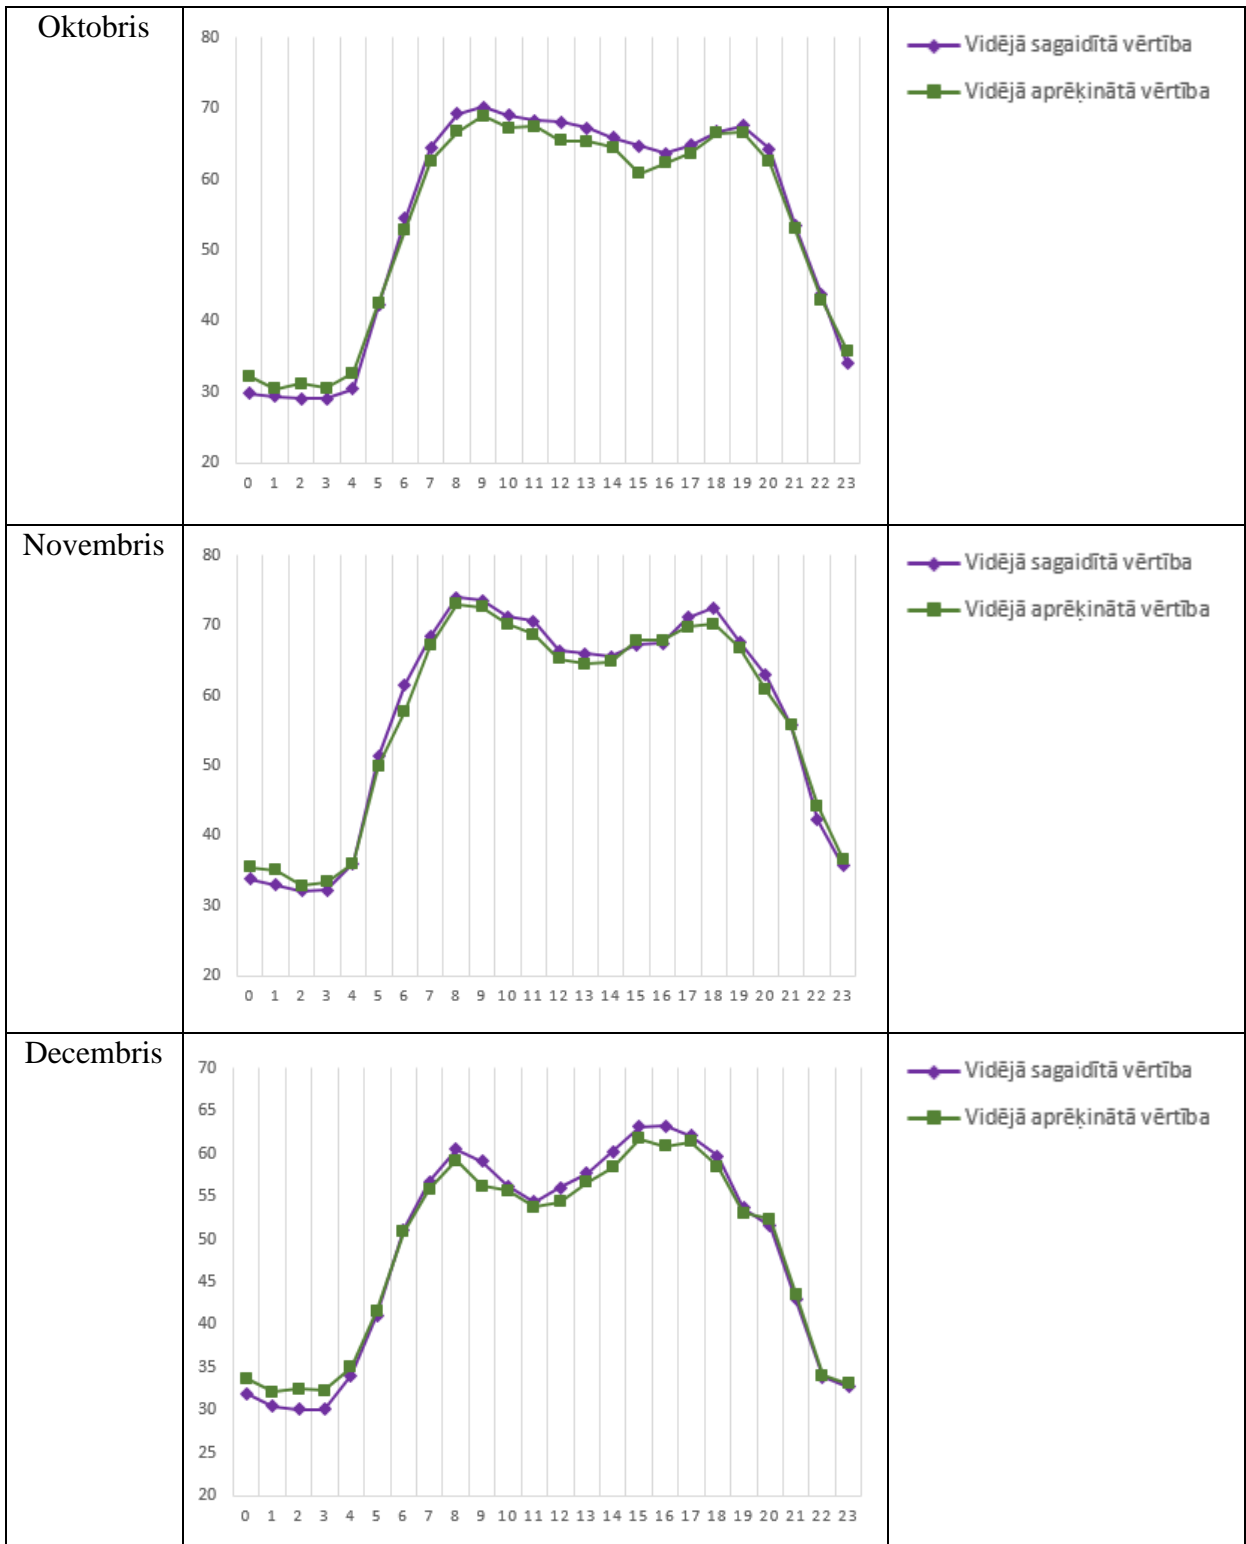 Oktobris
80
70
60
50
40
30
20
0 1 2 3 4 5 6 7 8 9 10 11 12 13 14 15 16 17 18 19 20 21 22 23
Vidējā sagaidītā vērtība
Vidējā aprēķinātā vērtība
Novembris
80
70
60
50
40
30
20
0 1 2 3 4 5 6 7 8 9 10 11 12 13 14 15 16 17 18 19 20 21 22 23
Vidējā sagaidītā vērtība
Vidējā aprēķinātā vērtība
Decembris
70
65
60
55
50
45
40
35
30
25
20
0 1 2 3 4 5 6 7 8 9 10 11 12 13 14 15 16 17 18 19 20 21 22 23
Vidējā sagaidītā vērtība
Vidējā aprēķinātā vērtība